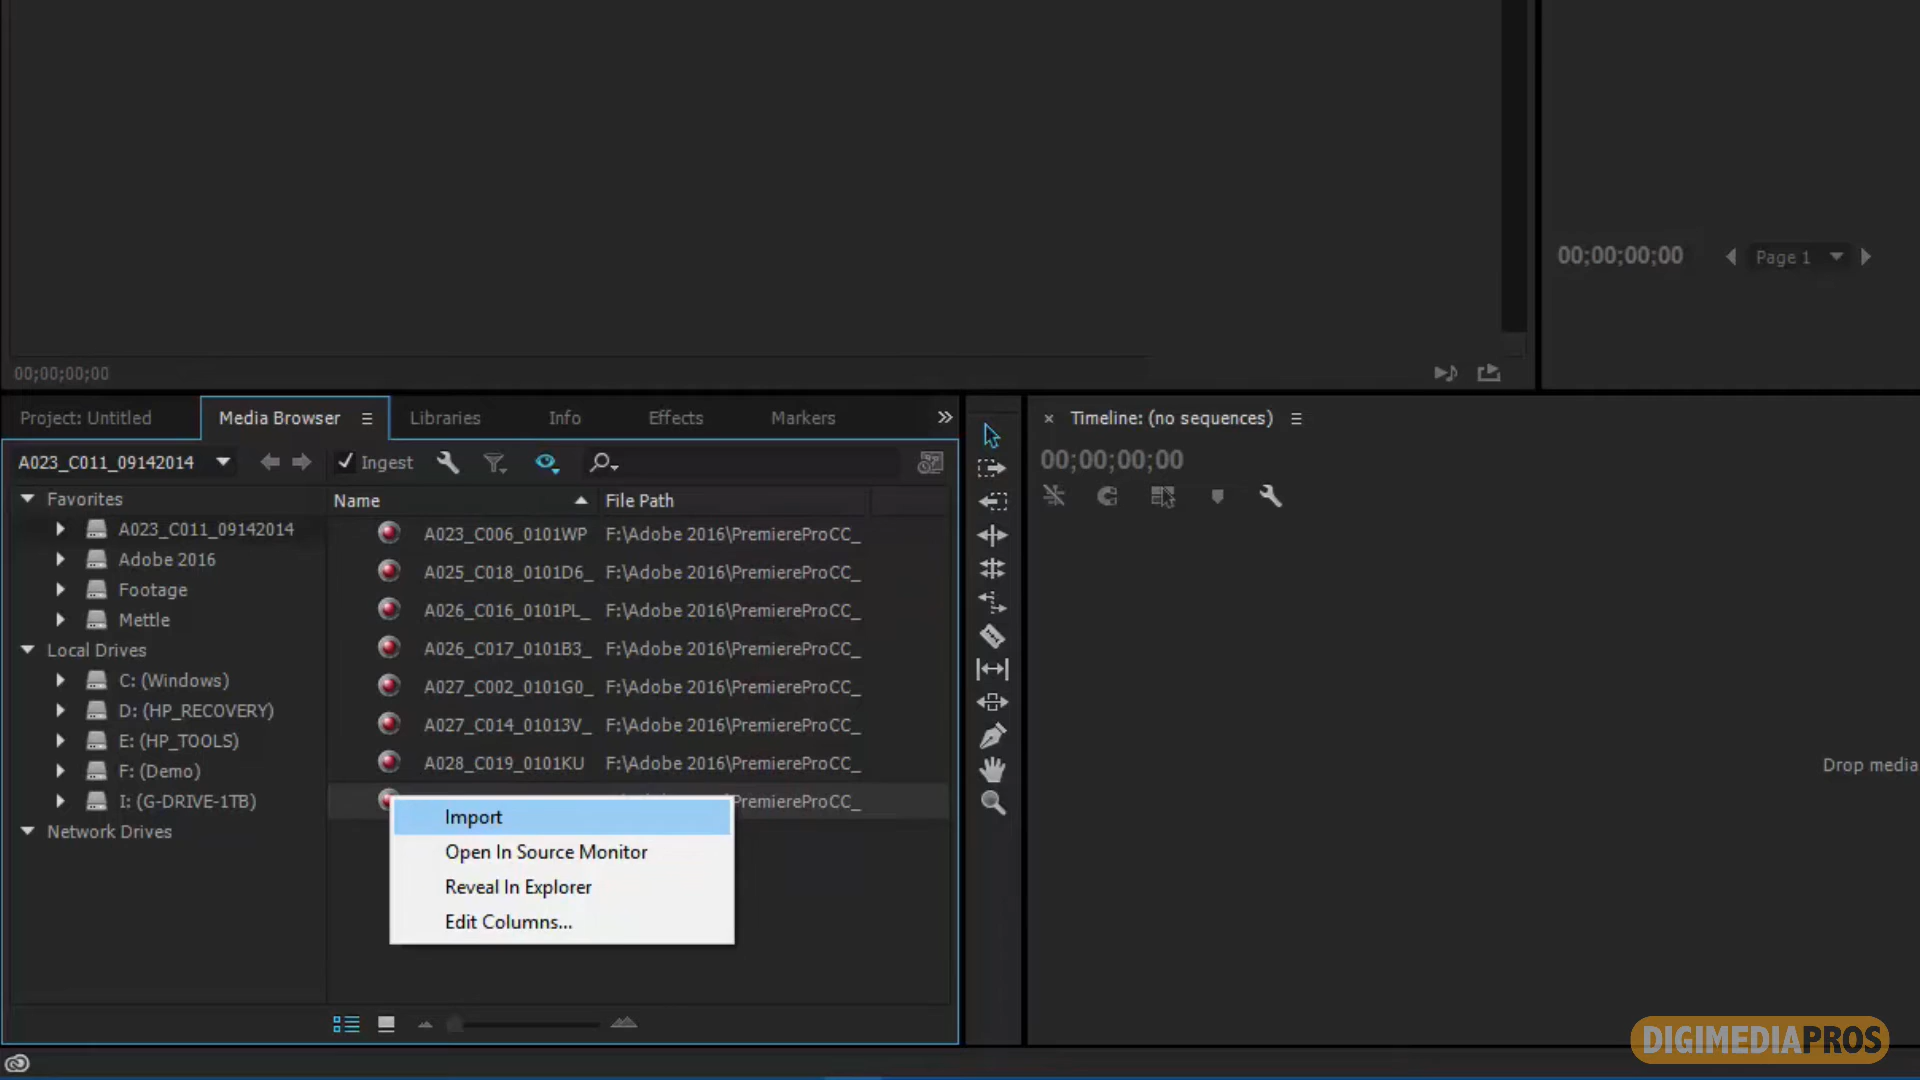 00;00;00;00
Page 1
00;00;00;00
Project: Untitled
Media Browser
Libraries
Info
Effects
Markers
Timeline: (no sequences)
A023_C011_09142014
Ingest
00;00;00;00
Favorites
A023_C011_09142014
Adobe 2016
Footage
Mettle
Local Drives
C: (Windows)
D: (HP_RECOVERY)
E: (HP_TOOLS)
F: (Demo)
I: (G-DRIVE-1TB)
Network Drives
Name
File Path
A023_C006_0101WP F:\Adobe 2016\PremiereProCC_
A025_C018_0101D6_ F:\Adobe 2016\PremiereProCC_
A026_C016_0101PL_ F:\Adobe 2016\PremiereProCC_
A026_C017_0101B3_ F:\Adobe 2016\PremiereProCC_
A027_C002_0101G0_ F:\Adobe 2016\PremiereProCC_
A027_C014_01013V_ F:\Adobe 2016\PremiereProCC_
A028_C019_0101KU F:\Adobe 2016\PremiereProCC_
PremiereProCC_
Import
Open In Source Monitor
Reveal In Explorer
Edit Columns...
Drop media
DIGIMEDIAPROS